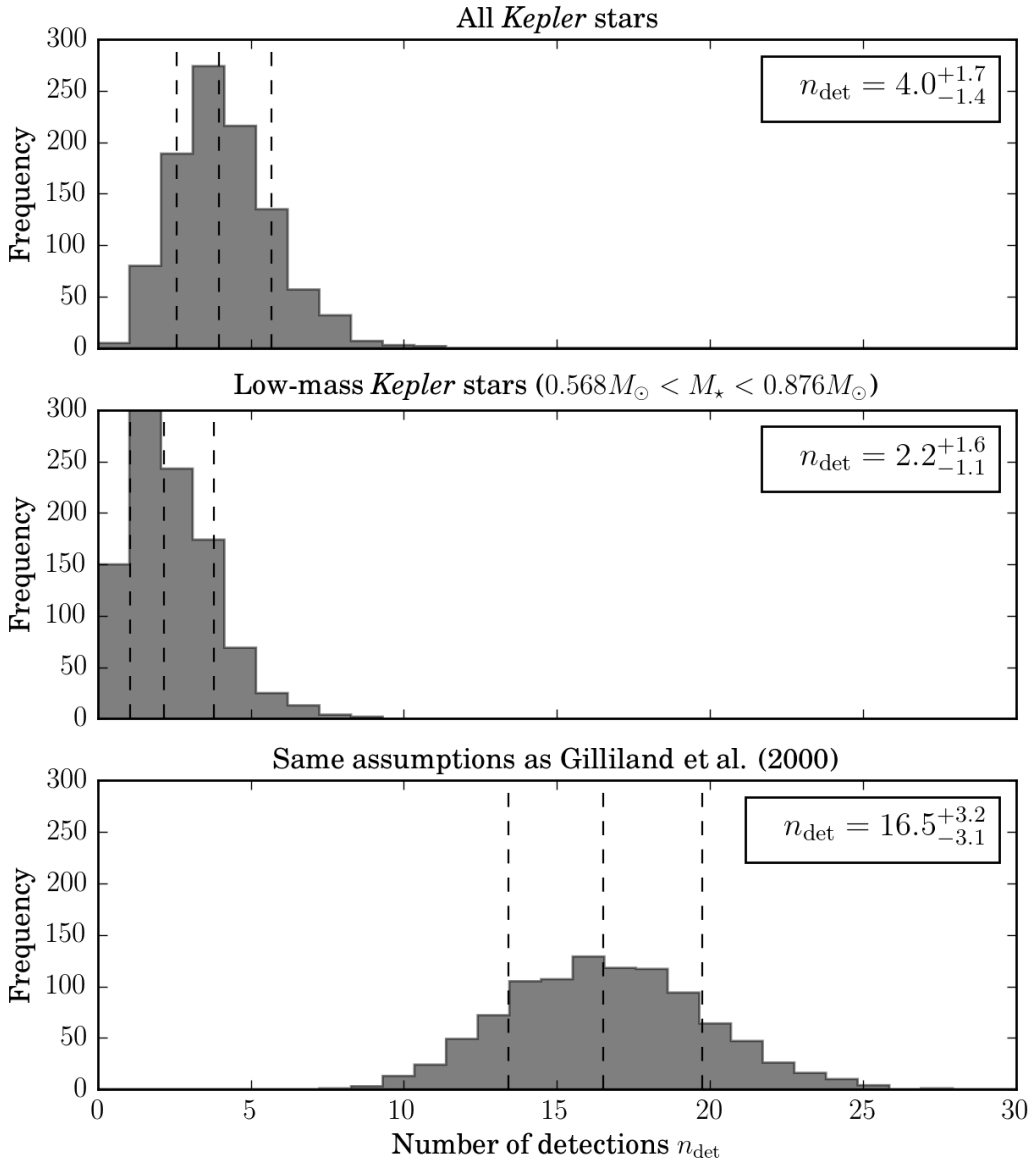 All Kepler stars
300
250
200
150
100
50
0
Frequency
n_det = 4.0^{+1.7}_{-1.4}
Low-mass Kepler stars (0.568M_⊙ < M_⋆ < 0.876M_⊙)
300
250
200
150
100
50
0
Frequency
n_det = 2.2^{+1.6}_{-1.1}
Same assumptions as Gilliland et al. (2000)
300
250
200
150
100
50
0
Frequency
n_det = 16.5^{+3.2}_{-3.1}
0 5 10 15 20 25 30
Number of detections n_det